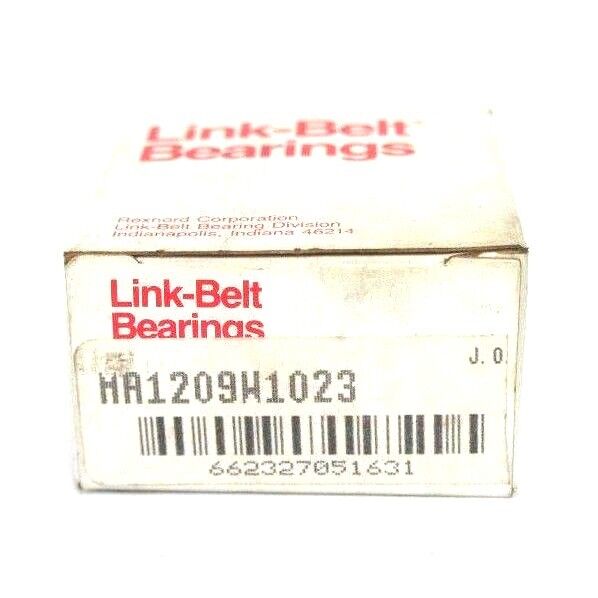 Link-Belt
Bearings
Rexnord Corporation
Link-Belt Bearing Division
Indianapolis, Indiana 46214
Link-Belt
Bearings
J.O
MA1209W1023
662327051631